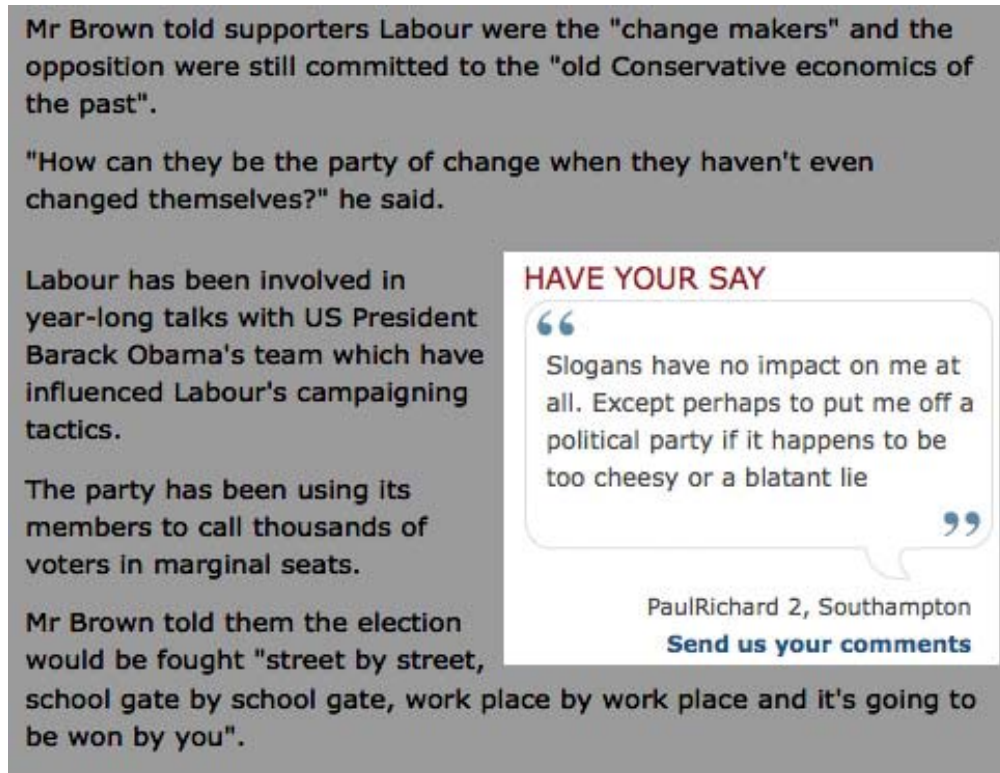 Mr Brown told supporters Labour were the "change makers" and the
opposition were still committed to the "old Conservative economics of
the past".
"How can they be the party of change when they haven't even
changed themselves?" he said.
Labour has been involved in
year-long talks with US President
Barack Obama's team which have
influenced Labour's campaigning
tactics.
The party has been using its
members to call thousands of
voters in marginal seats.
Mr Brown told them the election
would be fought "street by street,
school gate by school gate, work place by work place and it's going to
be won by you".
HAVE YOUR SAY
“
Slogans have no impact on me at
all. Except perhaps to put me off a
political party if it happens to be
too cheesy or a blatant lie
”
PaulRichard 2, Southampton
Send us your comments